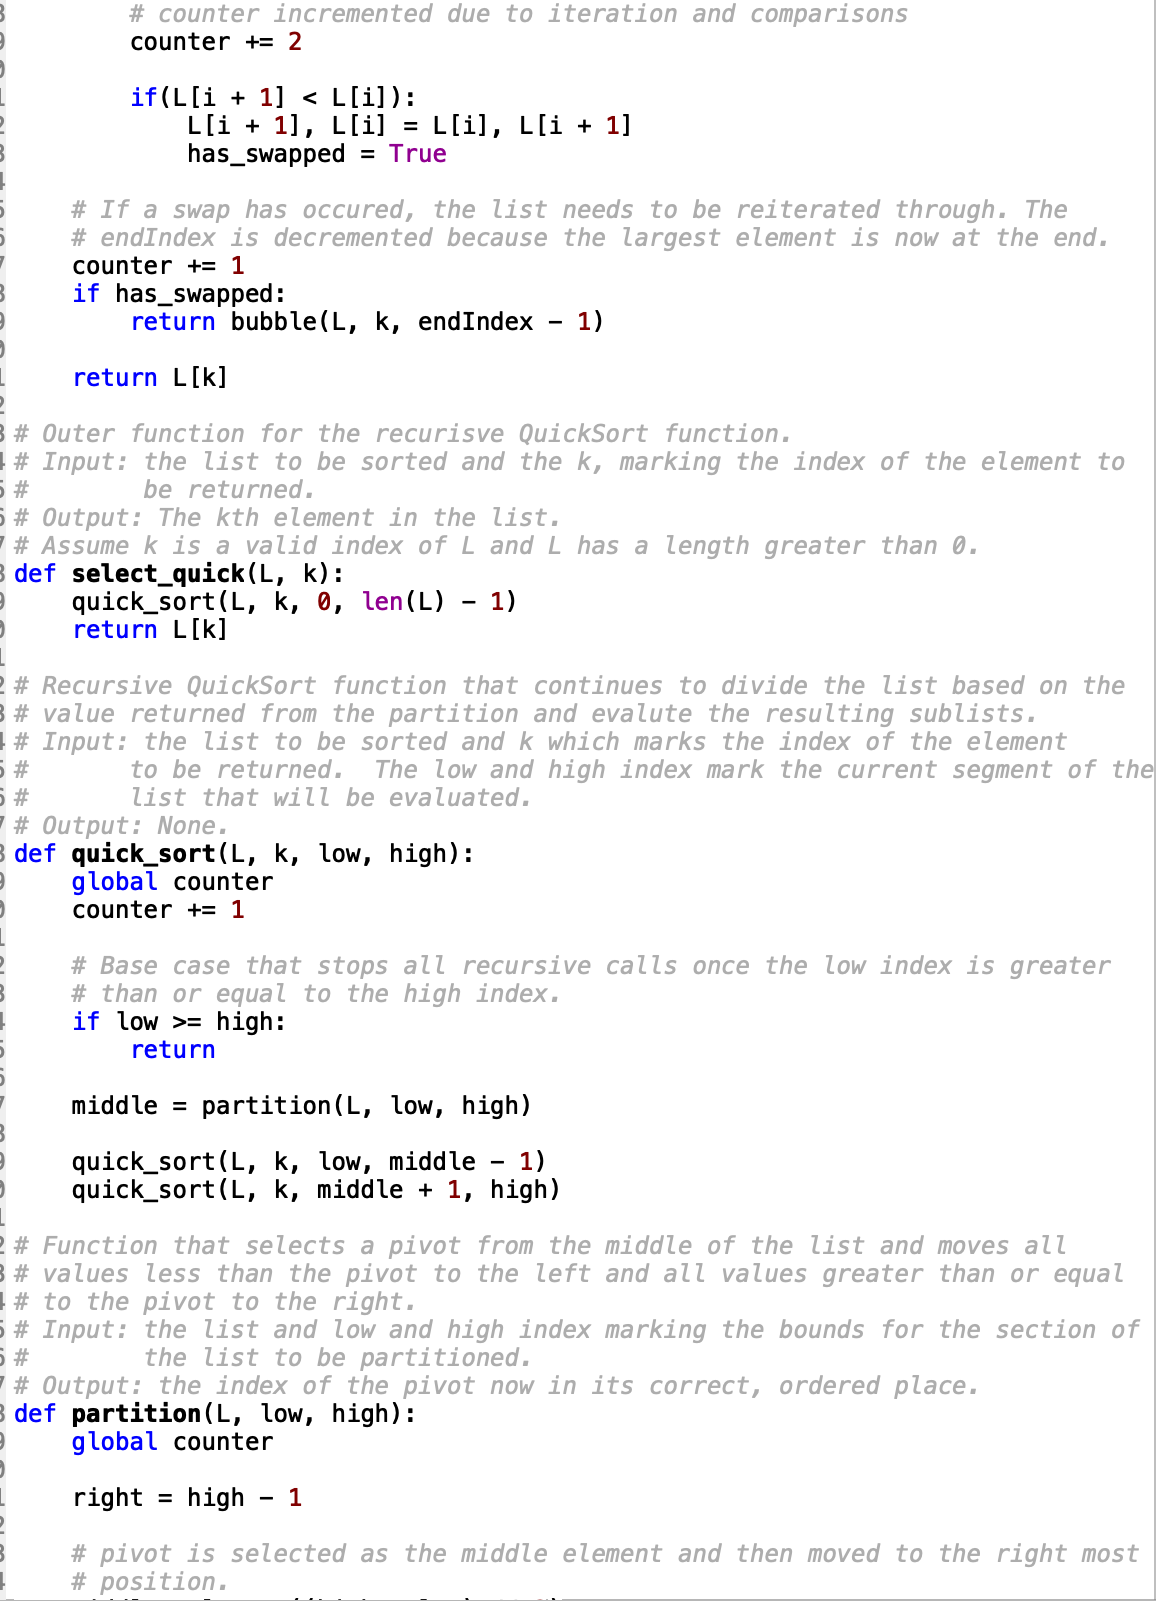 # counter incremented due to iteration and comparisons
counter += 2
if(L[i + 1] < L[i]):
L[i + 1], L[i] = L[i], L[i + 1]
has_swapped = True
# If a swap has occured, the list needs to be reiterated through. The
# endIndex is decremented because the largest element is now at the end.
counter += 1
if has_swapped:
return bubble(L, k, endIndex - 1)
return L[k]
# Outer function for the recurisve QuickSort function.
# Input: the list to be sorted and the k, marking the index of the element to
# be returned.
# Output: The kth element in the list.
# Assume k is a valid index of L and L has a length greater than 0.
def select_quick(L, k):
quick_sort(L, k, 0, len(L) - 1)
return L[k]
# Recursive QuickSort function that continues to divide the list based on the
# value returned from the partition and evalute the resulting sublists.
# Input: the list to be sorted and k which marks the index of the element
# to be returned.  The low and high index mark the current segment of the
# list that will be evaluated.
# Output: None.
def quick_sort(L, k, low, high):
global counter
counter += 1
# Base case that stops all recursive calls once the low index is greater
# than or equal to the high index.
if low >= high:
return
middle = partition(L, low, high)
quick_sort(L, k, low, middle - 1)
quick_sort(L, k, middle + 1, high)
# Function that selects a pivot from the middle of the list and moves all
# values less than the pivot to the left and all values greater than or equal
# to the pivot to the right.
# Input: the list and low and high index marking the bounds for the section of
# the list to be partitioned.
# Output: the index of the pivot now in its correct, ordered place.
def partition(L, low, high):
global counter
right = high - 1
# pivot is selected as the middle element and then moved to the right most
# position.